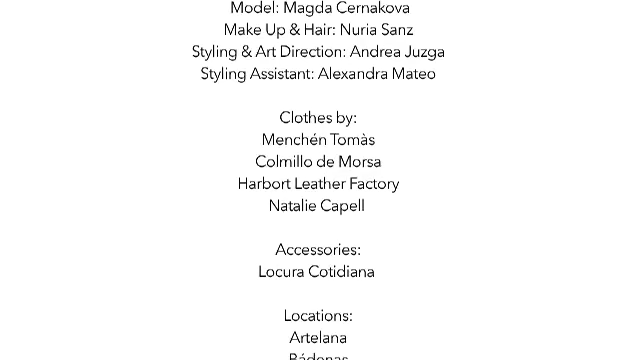 Model: Magda Cernakova
Make Up & Hair: Nuria Sanz
Styling & Art Direction: Andrea Juzga
Styling Assistant: Alexandra Mateo
Clothes by:
Menchén Tomàs
Colmillo de Morsa
Harbort Leather Factory
Natalie Capell
Accessories:
Locura Cotidiana
Locations:
Artelana
Bádenas